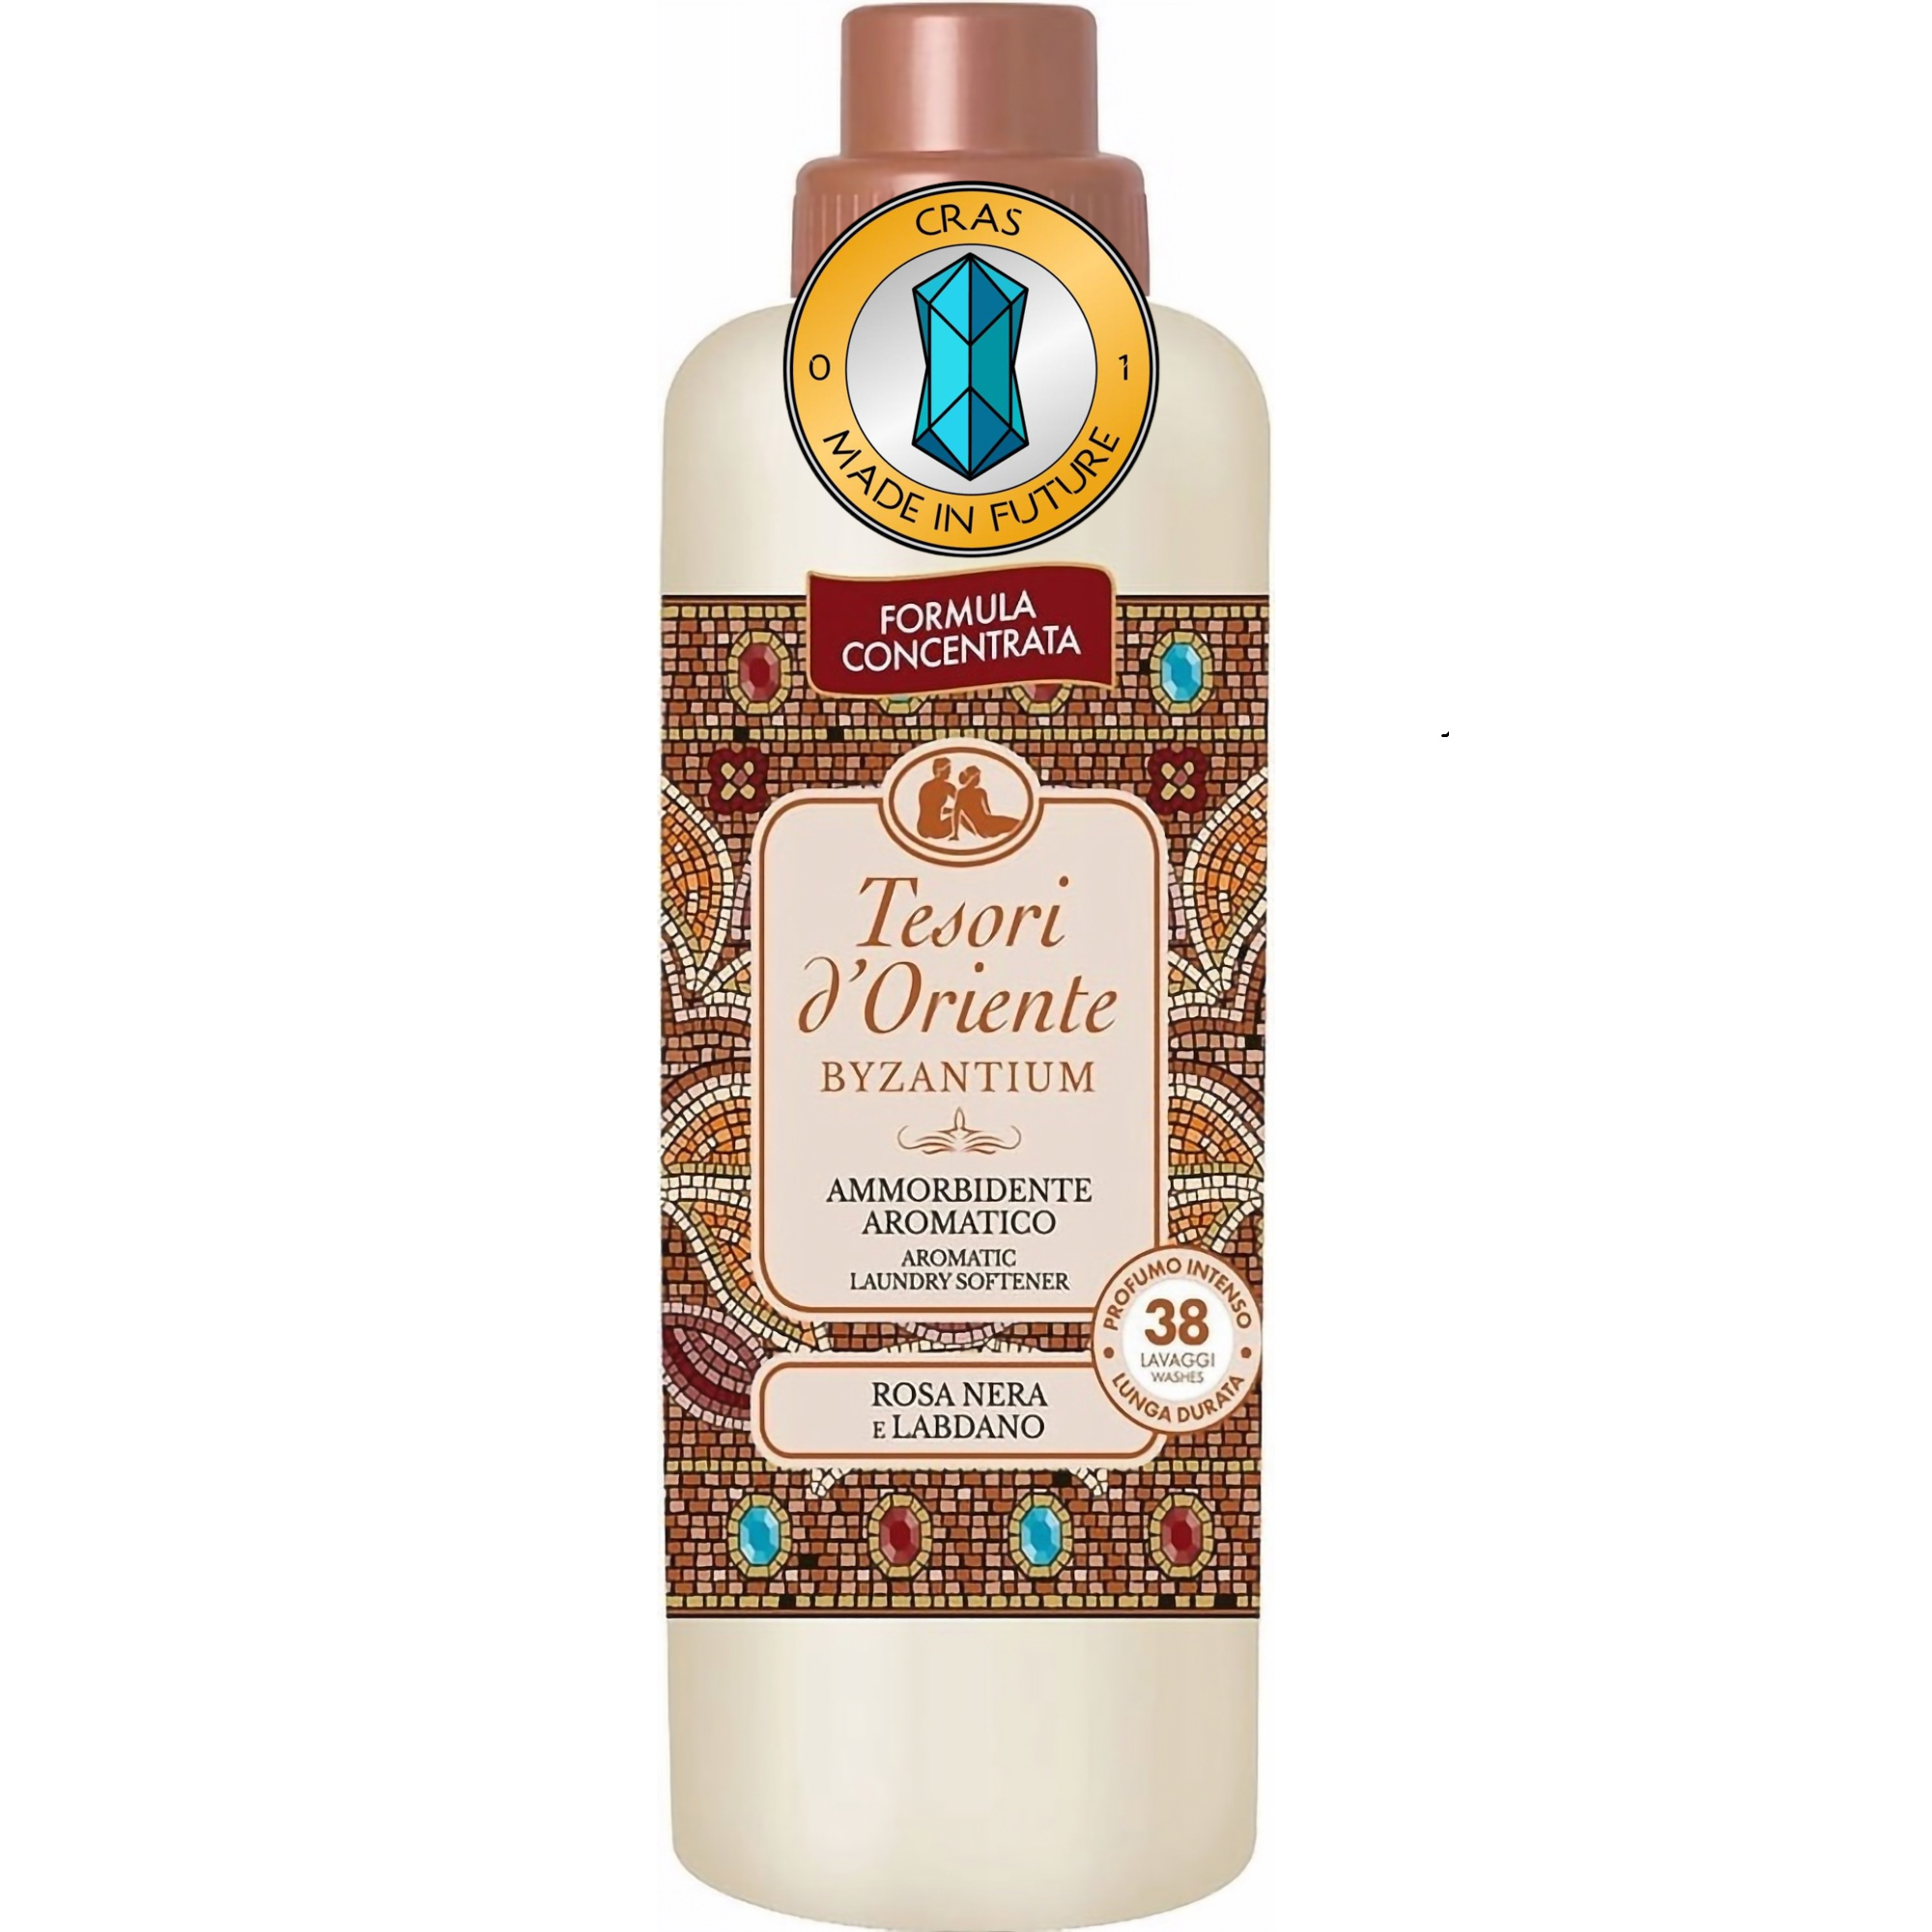 CRAS
0 1
MADE IN FUTURE
FORMULA
CONCENTRATA
Tesori
d'Oriente
BYZANTIUM
AMMORBIDENTE
AROMATICO
AROMATIC
LAUNDRY SOFTENER
PROFUMO INTENSO
38
LAVAGGI
WASHES
LUNGA DURATA
ROSA NERA
E LABDANO